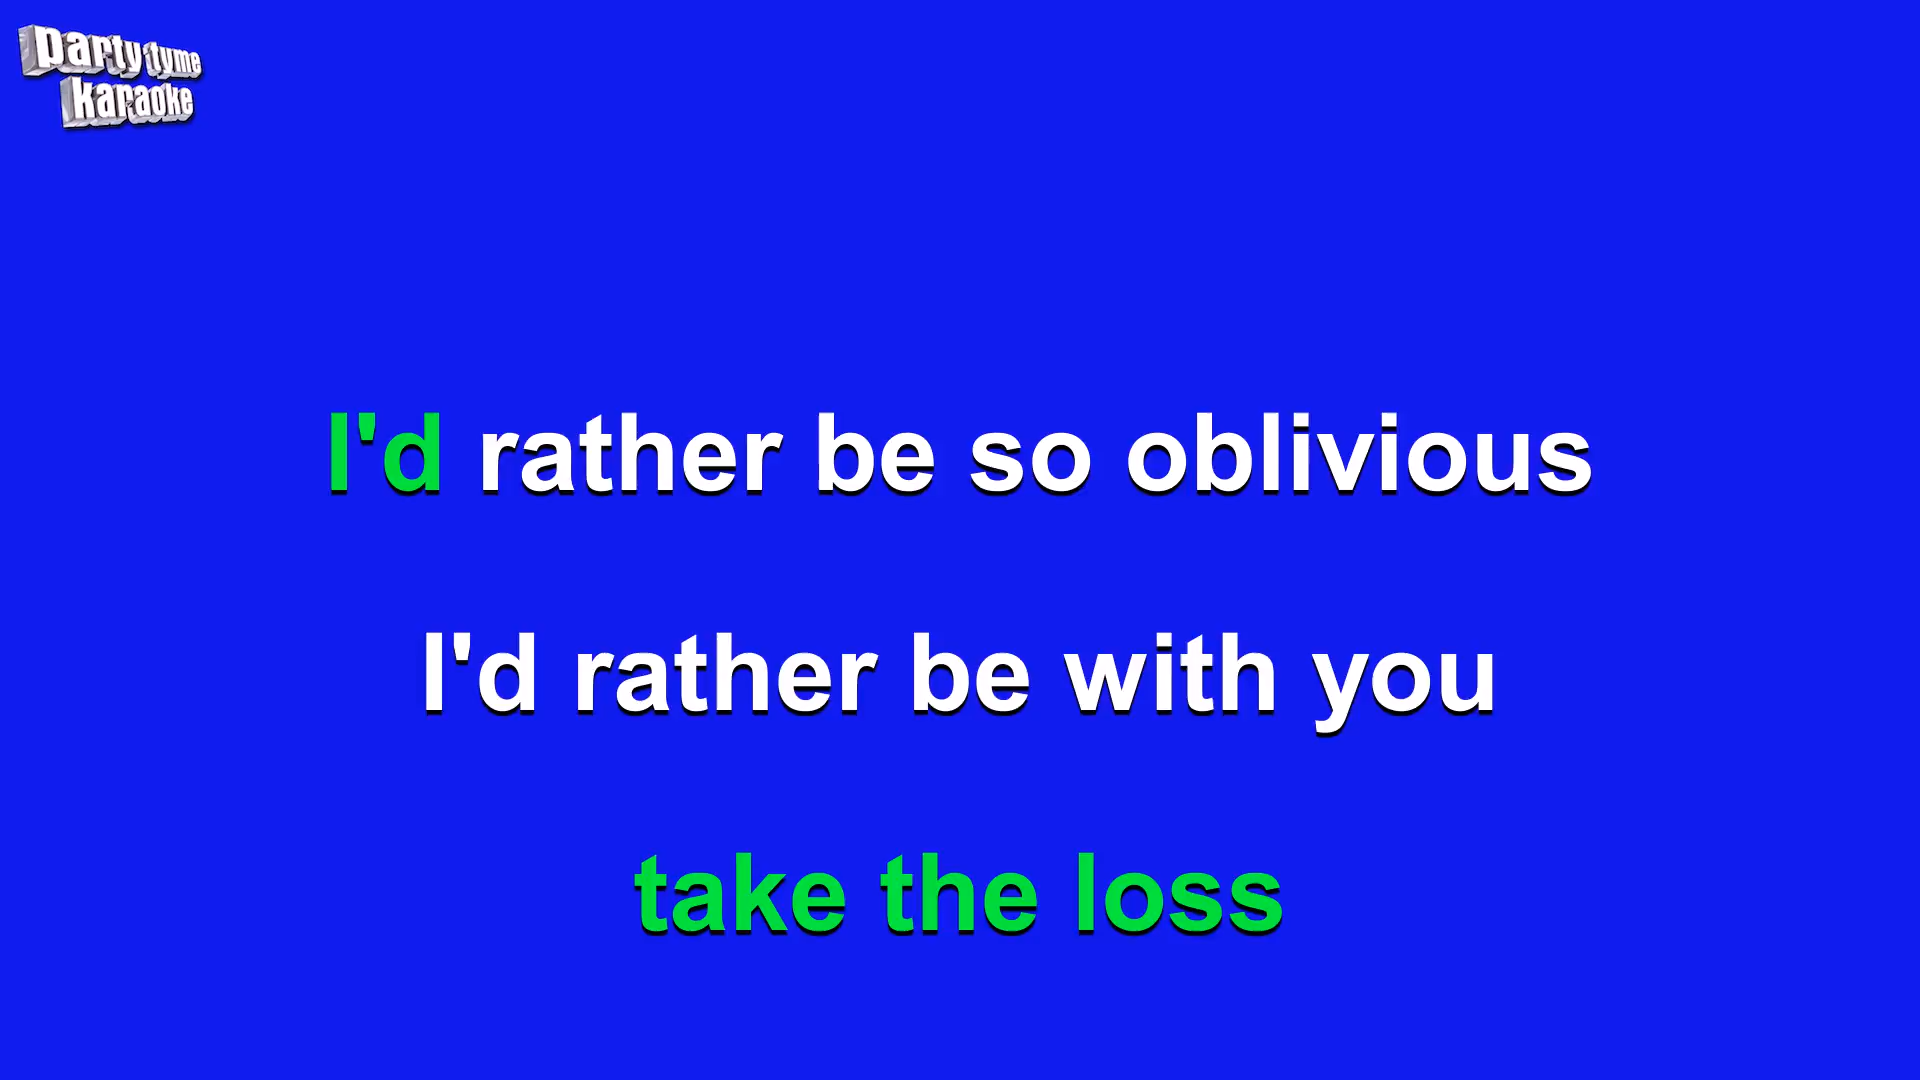 party tyme
karaoke
I'd rather be so oblivious
I'd rather be with you
take the loss